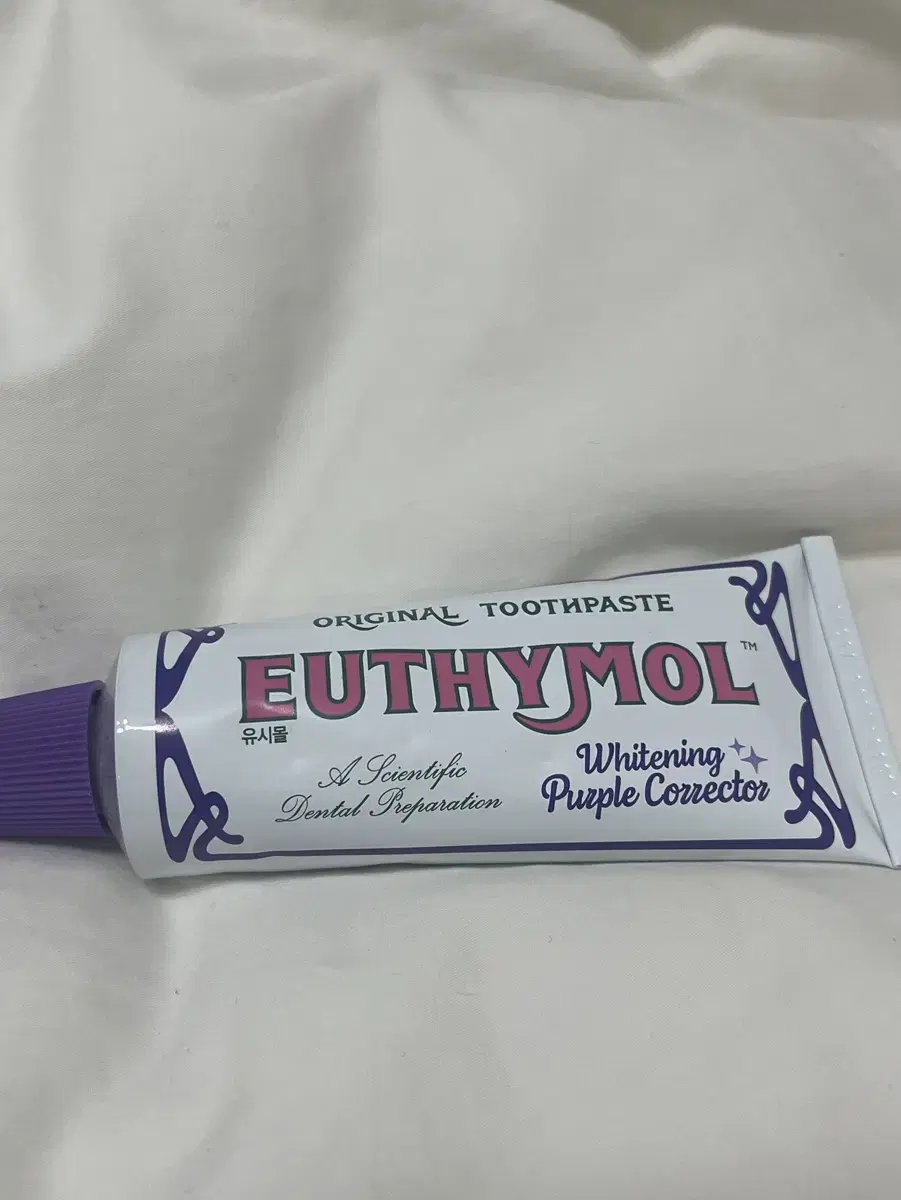 ORIGINAL TOOTHPASTE
EUTHYMOL™
유시몰
A Scientific
Dental Preparation
Whitening
Purple Corrector